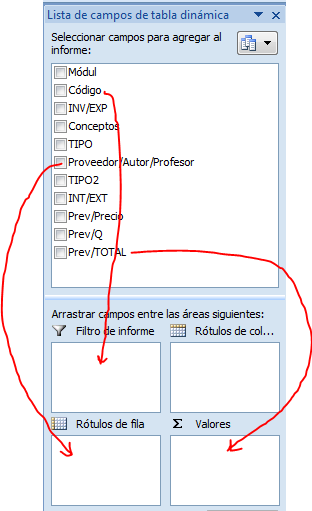 Lista de campos de tabla dinámica
Seleccionar campos para agregar al
informe:
Módul
Código
INV/EXP
Conceptos
TIPO
Proveedor/Autor/Profesor
TIPO2
INT/EXT
Prev/Precio
Prev/Q
Prev/TOTAL
Arrastrar campos entre las áreas siguientes:
Filtro de informe
Rótulos de col...
Rótulos de fila
Σ Valores